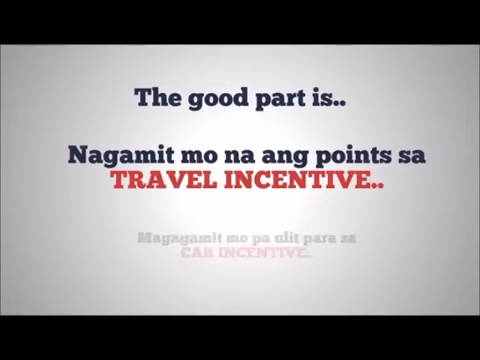 The good part is..
Nagamit mo na ang points sa
TRAVEL INCENTIVE..
Magagamit mo pa ulit para sa
CAR INCENTIVE..